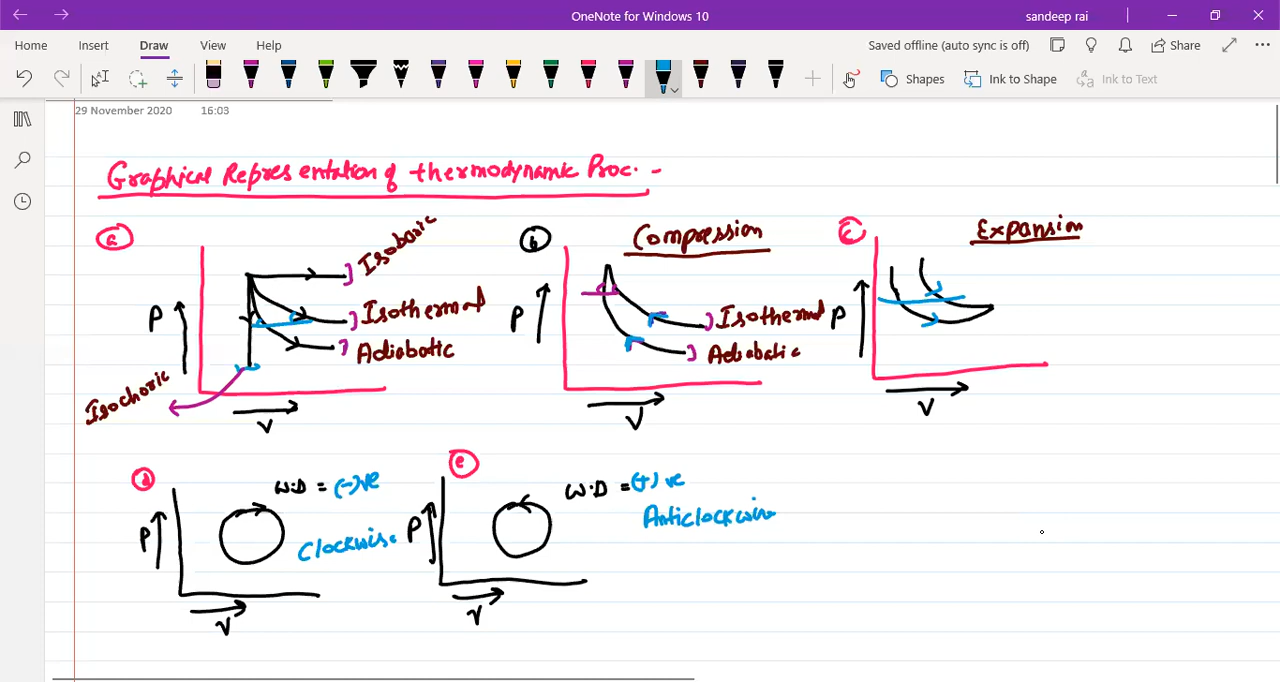 OneNote for Windows 10
sandeep rai
Home Insert Draw View Help
Saved offline (auto sync is off)
Share
Shapes
Ink to Shape
Ink to Text
29 November 2020 16:03
Graphical Representation of thermodynamic Proc. -
a
Isobaric
Isothermal
Adiabatic
Isochoric
P
V
b
Compression
Isothermal
Adiabatic
P
V
c
Expansion
P
V
d
W.D = (-)ve
Clockwise
P
V
e
W.D = (+)ve
Anticlockwise
P
V